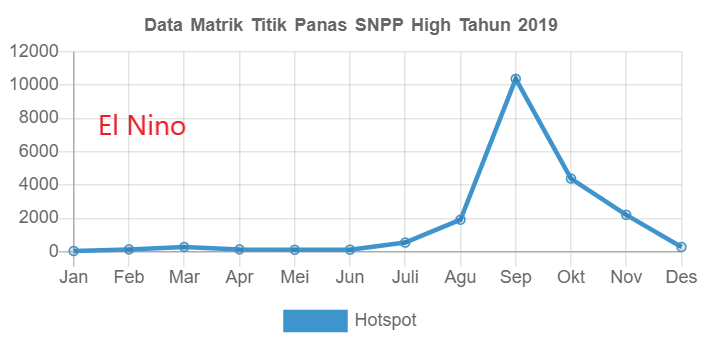 Data Matrik Titik Panas SNPP High Tahun 2019
12000
10000
8000
6000
4000
2000
0
El Nino
Jan Feb Mar Apr Mei Jun Juli Agu Sep Okt Nov Des
Hotspot